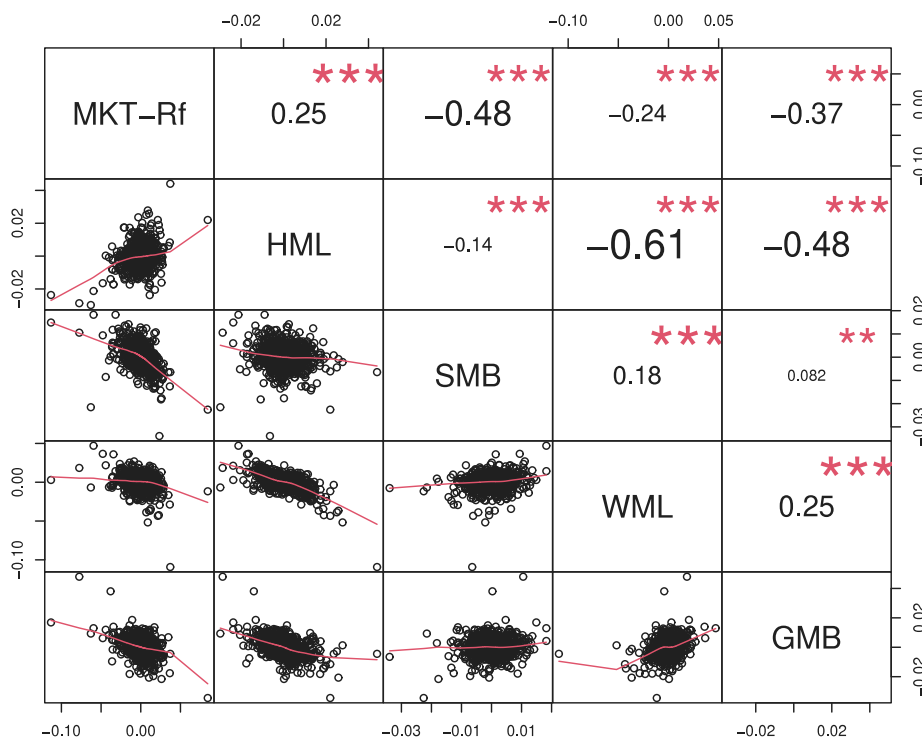 −0.02 0.02 −0.10 0.00 0.05
MKT−Rf 0.25 *** −0.48 *** −0.24 *** −0.37 *** −0.10 0.00
−0.02 0.02 HML −0.14 *** −0.61 *** −0.48 ***
SMB 0.18 *** 0.082 ** −0.03 0.00 0.02
−0.10 0.00 WML 0.25 ***
GMB −0.02 0.02
−0.10 0.00 −0.03 −0.01 0.01 −0.02 0.02